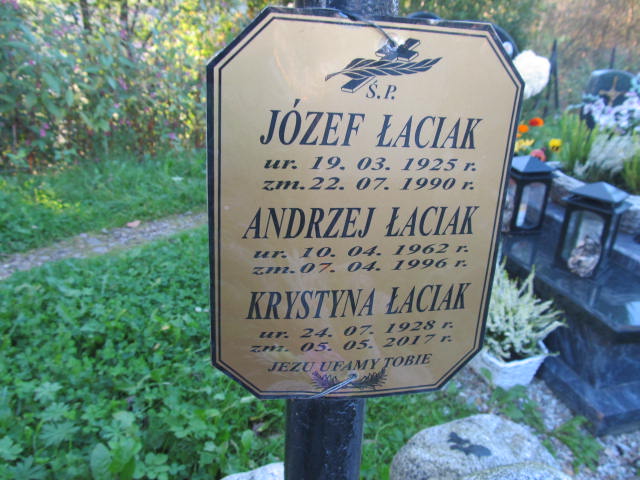 Ś.P.
JÓZEF ŁACIAK
ur. 19. 03. 1925 r.
zm. 22. 07. 1990 r.
ANDRZEJ ŁACIAK
ur. 10. 04. 1962 r.
zm. 07. 04. 1996 r.
KRYSTYNA ŁACIAK
ur. 24. 07. 1928 r.
zm. 05. 05. 2017 r.
JEZU UFAMY TOBIE